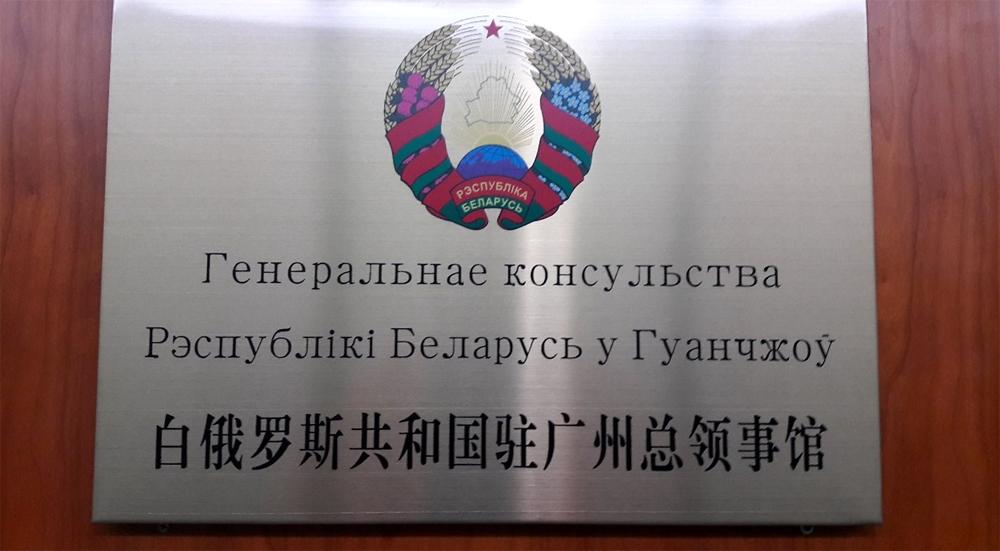 РЭСПУБЛІКА
БЕЛАРУСЬ
Генеральнае консульства
Рэспублікі Беларусь у Гуанчжоў
白俄罗斯共和国驻广州总领事馆